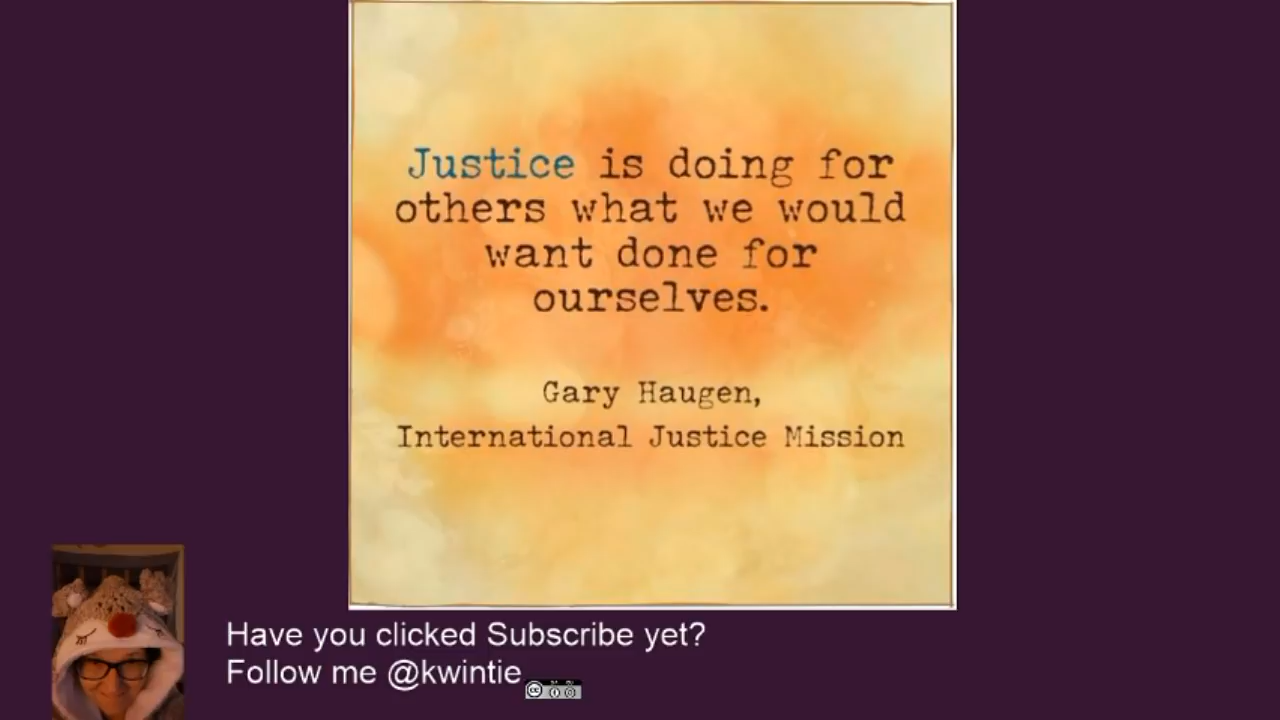 Justice is doing for
others what we would
want done for
ourselves.
Gary Haugen,
International Justice Mission
Have you clicked Subscribe yet?
Follow me @kwintie
cc